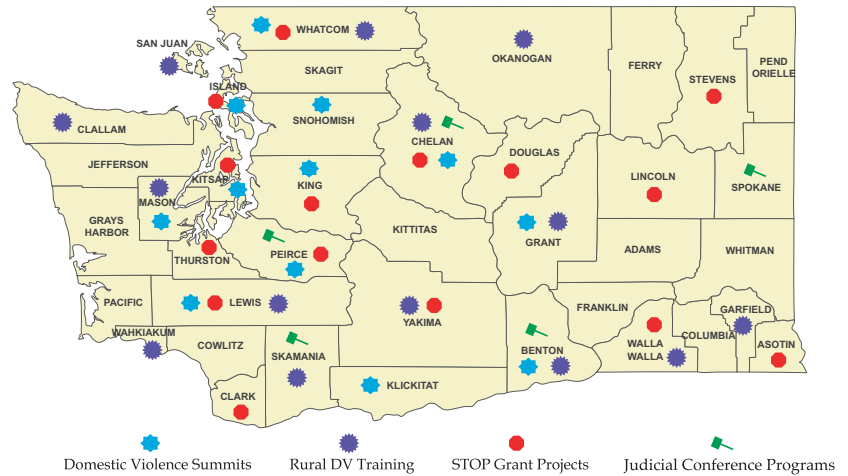 WHATCOM
SAN JUAN
OKANOGAN
SKAGIT
FERRY
PEND
ORIELLE
STEVENS
ISLAND
SNOHOMISH
CLALLAM
CHELAN
DOUGLAS
JEFFERSON
KITSAP
KING
LINCOLN
SPOKANE
MASON
GRAYS
HARBOR
KITTITAS
GRANT
THURSTON
PEIRCE
ADAMS
WHITMAN
PACIFIC
LEWIS
YAKIMA
FRANKLIN
GARFIELD
WAHKIAKUM
COWLITZ
SKAMANIA
BENTON
WALLA
WALLA
COLUMBIA
ASOTIN
KLICKITAT
CLARK
Domestic Violence Summits
Rural DV Training
STOP Grant Projects
Judicial Conference Programs